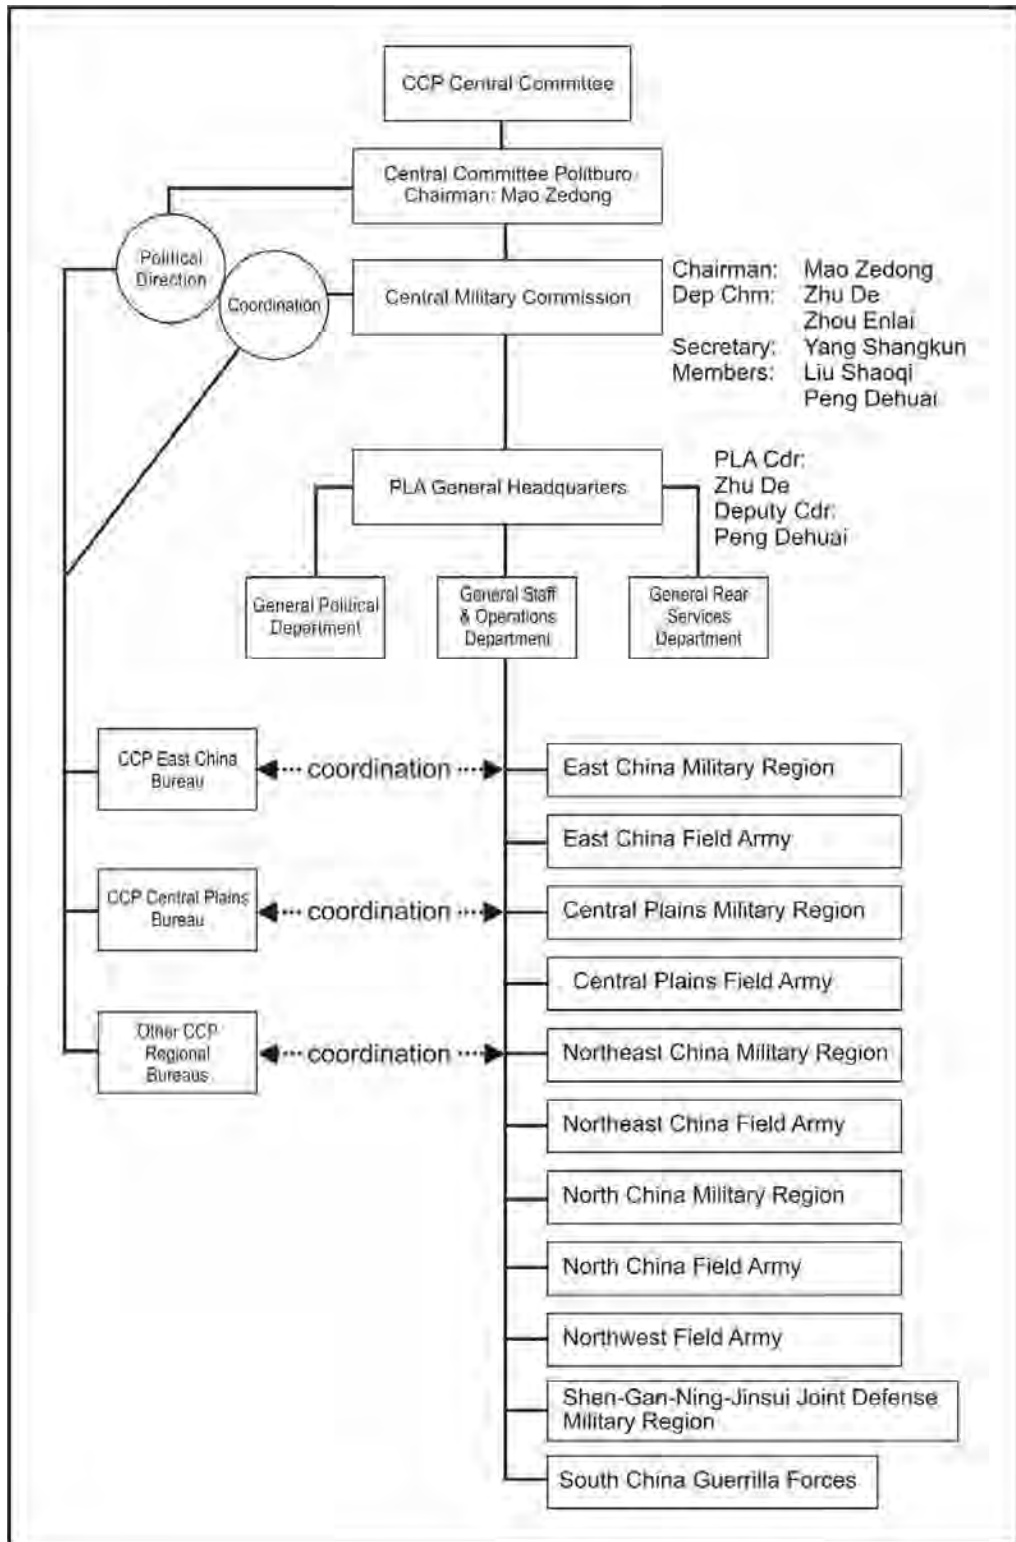 CCP Central Committee
Central Committee Politburo
Chairman: Mao Zedong
Political
Direction
Coordination
Central Military Commission
Chairman: Mao Zedong
Dep Chm: Zhu De
Zhou Enlai
Secretary: Yang Shangkun
Members: Liu Shaoqi
Peng Dehuai
PLA General Headquarters
PLA Cdr:
Zhu De
Deputy Cdr:
Peng Dehuai
General Political
Department
General Staff
& Operations
Department
General Rear
Services
Department
CCP East China
Bureau
coordination
East China Military Region
East China Field Army
CCP Central Plains
Bureau
coordination
Central Plains Military Region
Central Plains Field Army
Other CCP
Regional
Bureaus
coordination
Northeast China Military Region
Northeast China Field Army
North China Military Region
North China Field Army
Northwest Field Army
Shen-Gan-Ning-Jinsui Joint Defense
Military Region
South China Guerrilla Forces